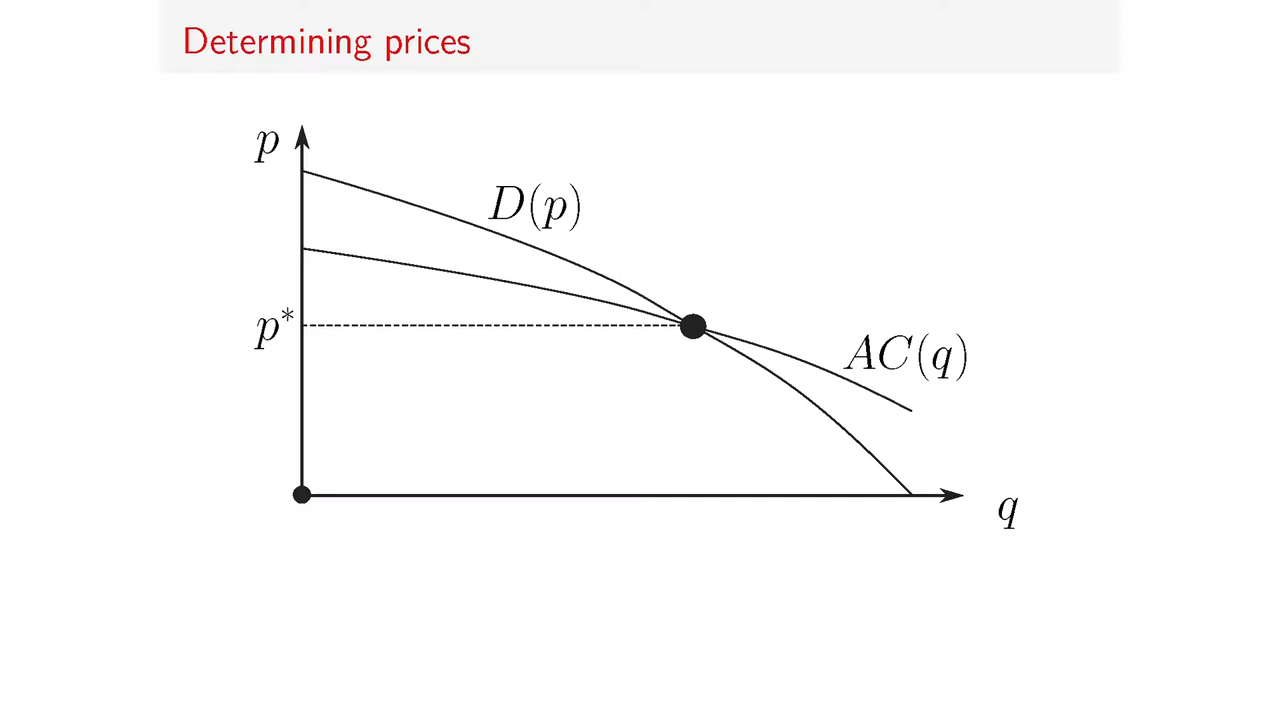 Determining prices
p
D(p)
p*
AC(q)
q